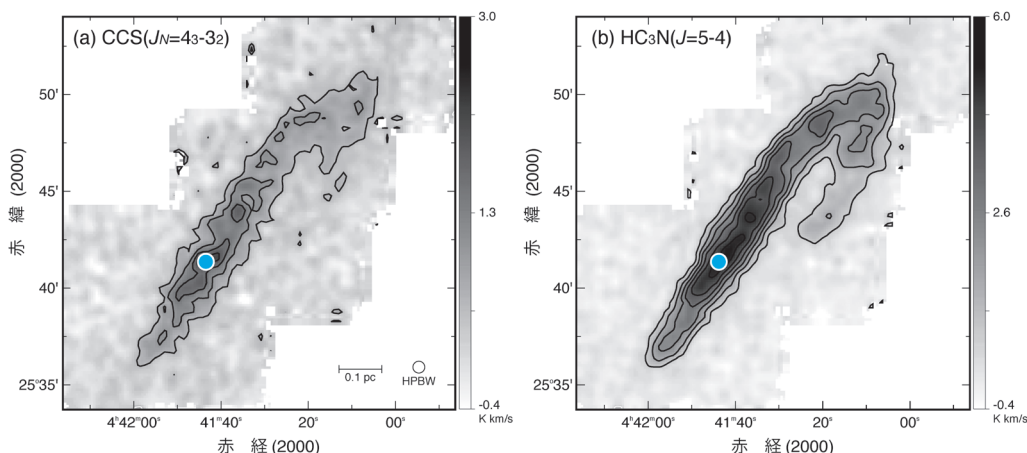 (a) CCS(J_N=4₃-3₂)
3.0
50'
45'
40'
25°35'
赤 緯 (2000)
1.3
-0.4
K km/s
0.1 pc
HPBW
4ʰ42ᵐ00ˢ
41ᵐ40ˢ
20ˢ
00ˢ
赤 経 (2000)
(b) HC₃N(J=5-4)
6.0
50'
45'
40'
25°35'
赤 緯 (2000)
2.6
-0.4
K km/s
4ʰ42ᵐ00ˢ
41ᵐ40ˢ
20ˢ
00ˢ
赤 経 (2000)